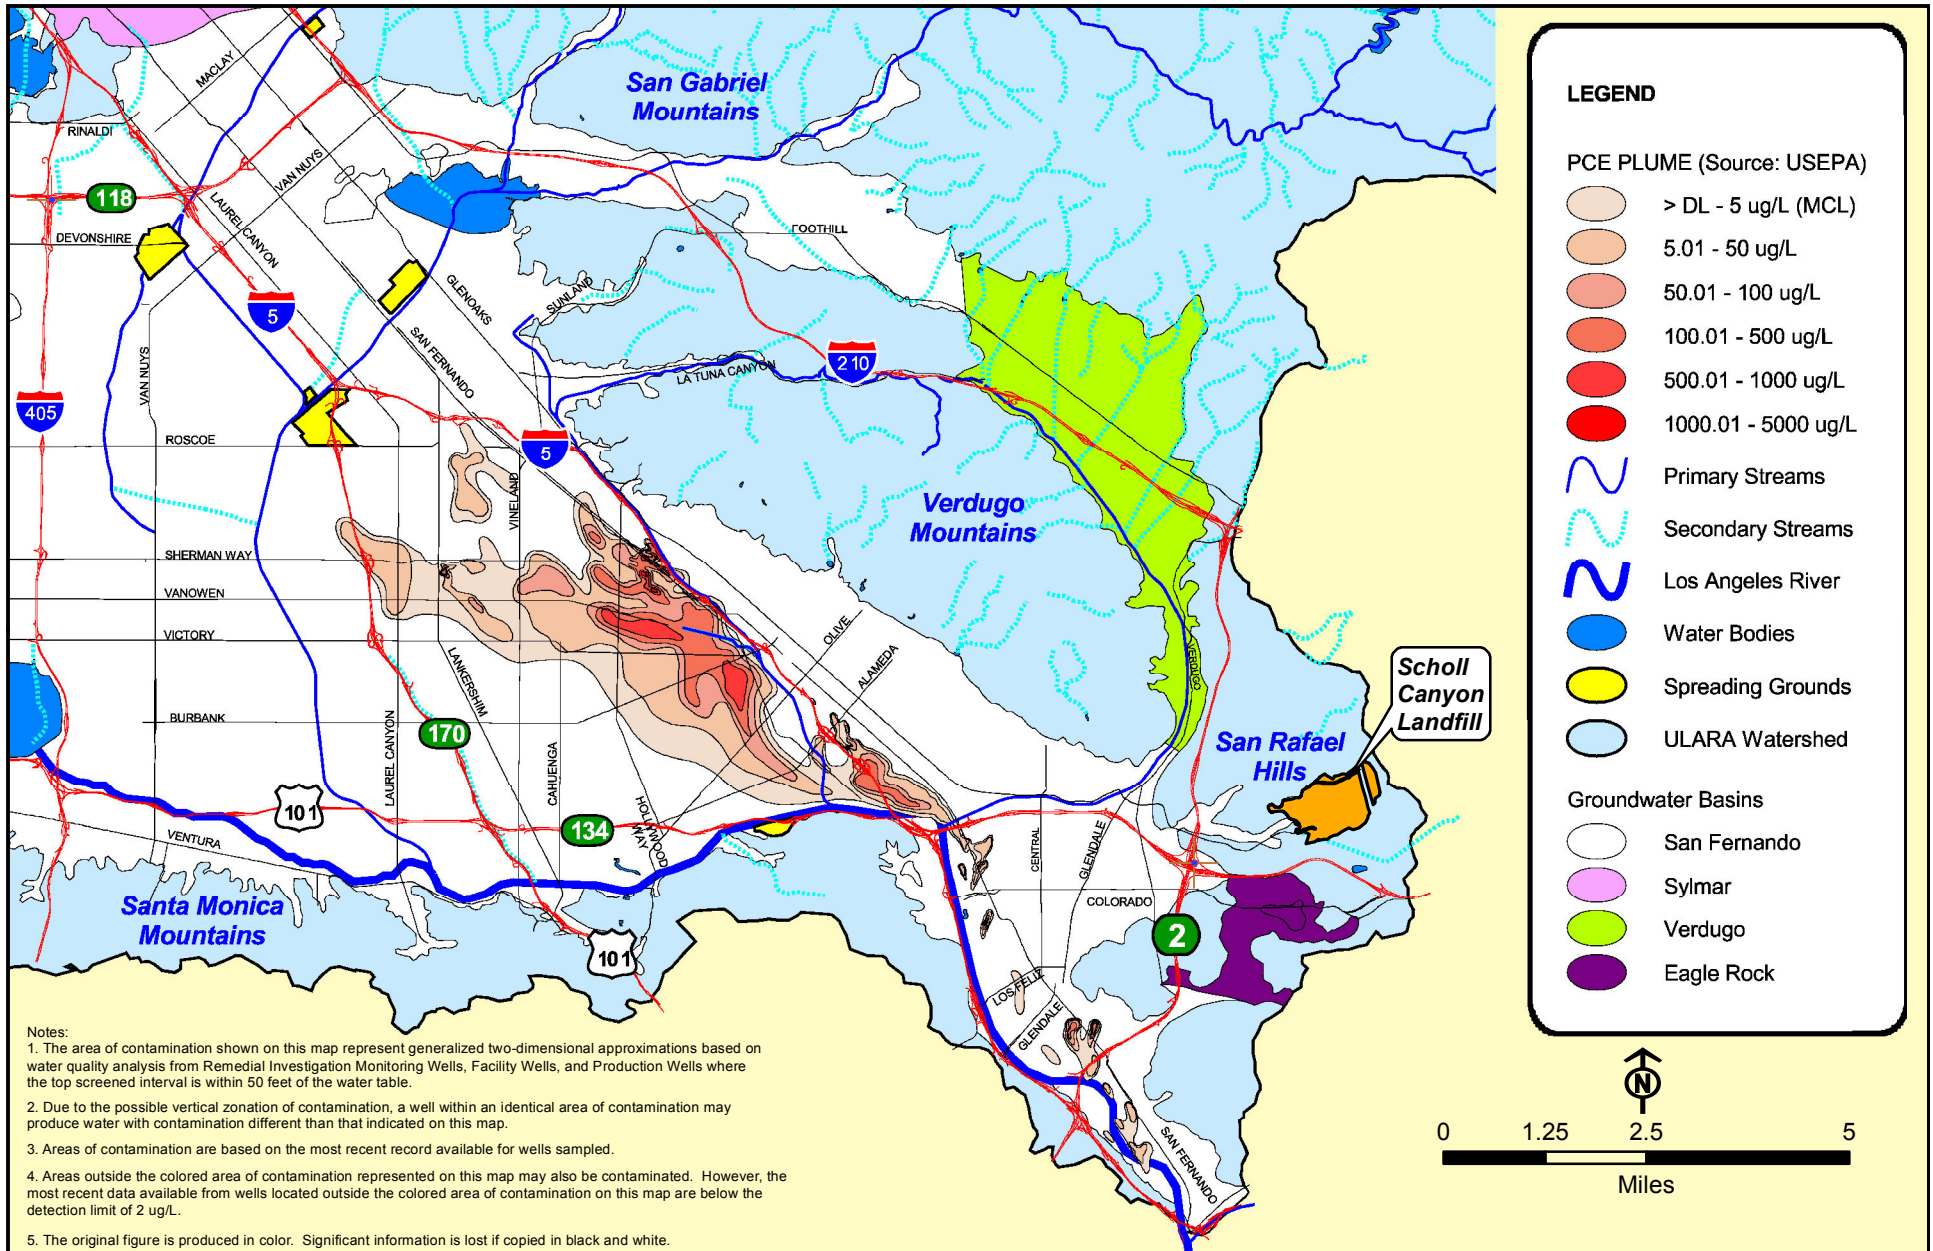 San Gabriel
Mountains
MACLAY
RINALDI
VAN NUYS
118
LAUREL CANYON
DEVONSHIRE
FOOTHILL
GLENOAKS
SUNLAND
5
SAN FERNANDO
VAN NUYS
210
LA TUNA CANYON
405
ROSCOE
5
VINELAND
Verdugo
Mountains
SHERMAN WAY
VANOWEN
VICTORY
OLIVE
ALAMEDA
LANKERSHIM
VERDUGO
Scholl
Canyon
Landfill
BURBANK
170
LAUREL CANYON
CAHUENGA
San Rafael
Hills
101
HOLLYWOOD
WAY
134
VENTURA
CENTRAL
GLENDALE
COLORADO
Santa Monica
Mountains
2
101
LOS FELIZ
GLENDALE
SAN FERNANDO
LEGEND
PCE PLUME (Source: USEPA)
> DL - 5 ug/L (MCL)
5.01 - 50 ug/L
50.01 - 100 ug/L
100.01 - 500 ug/L
500.01 - 1000 ug/L
1000.01 - 5000 ug/L
Primary Streams
Secondary Streams
Los Angeles River
Water Bodies
Spreading Grounds
ULARA Watershed
Groundwater Basins
San Fernando
Sylmar
Verdugo
Eagle Rock
N
0 1.25 2.5 5
Miles
Notes:
1. The area of contamination shown on this map represent generalized two-dimensional approximations based on
water quality analysis from Remedial Investigation Monitoring Wells, Facility Wells, and Production Wells where
the top screened interval is within 50 feet of the water table.
2. Due to the possible vertical zonation of contamination, a well within an identical area of contamination may
produce water with contamination different than that indicated on this map.
3. Areas of contamination are based on the most recent record available for wells sampled.
4. Areas outside the colored area of contamination represented on this map may also be contaminated. However, the
most recent data available from wells located outside the colored area of contamination on this map are below the
detection limit of 2 ug/L.
5. The original figure is produced in color. Significant information is lost if copied in black and white.